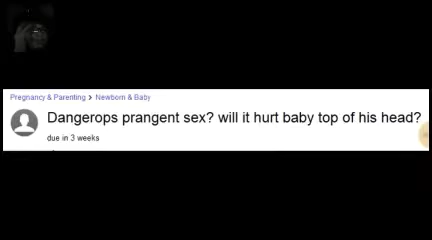 Pregnancy & Parenting > Newborn & Baby
Dangerops prangent sex? will it hurt baby top of his head?
due in 3 weeks